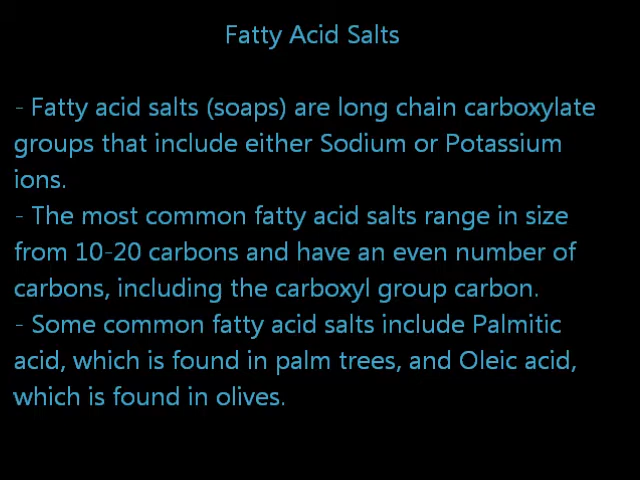 Fatty Acid Salts
- Fatty acid salts (soaps) are long chain carboxylate
groups that include either Sodium or Potassium
ions.
- The most common fatty acid salts range in size
from 10-20 carbons and have an even number of
carbons, including the carboxyl group carbon.
- Some common fatty acid salts include Palmitic
acid, which is found in palm trees, and Oleic acid,
which is found in olives.